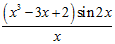 (x³ − 3x + 2) sin 2x
x